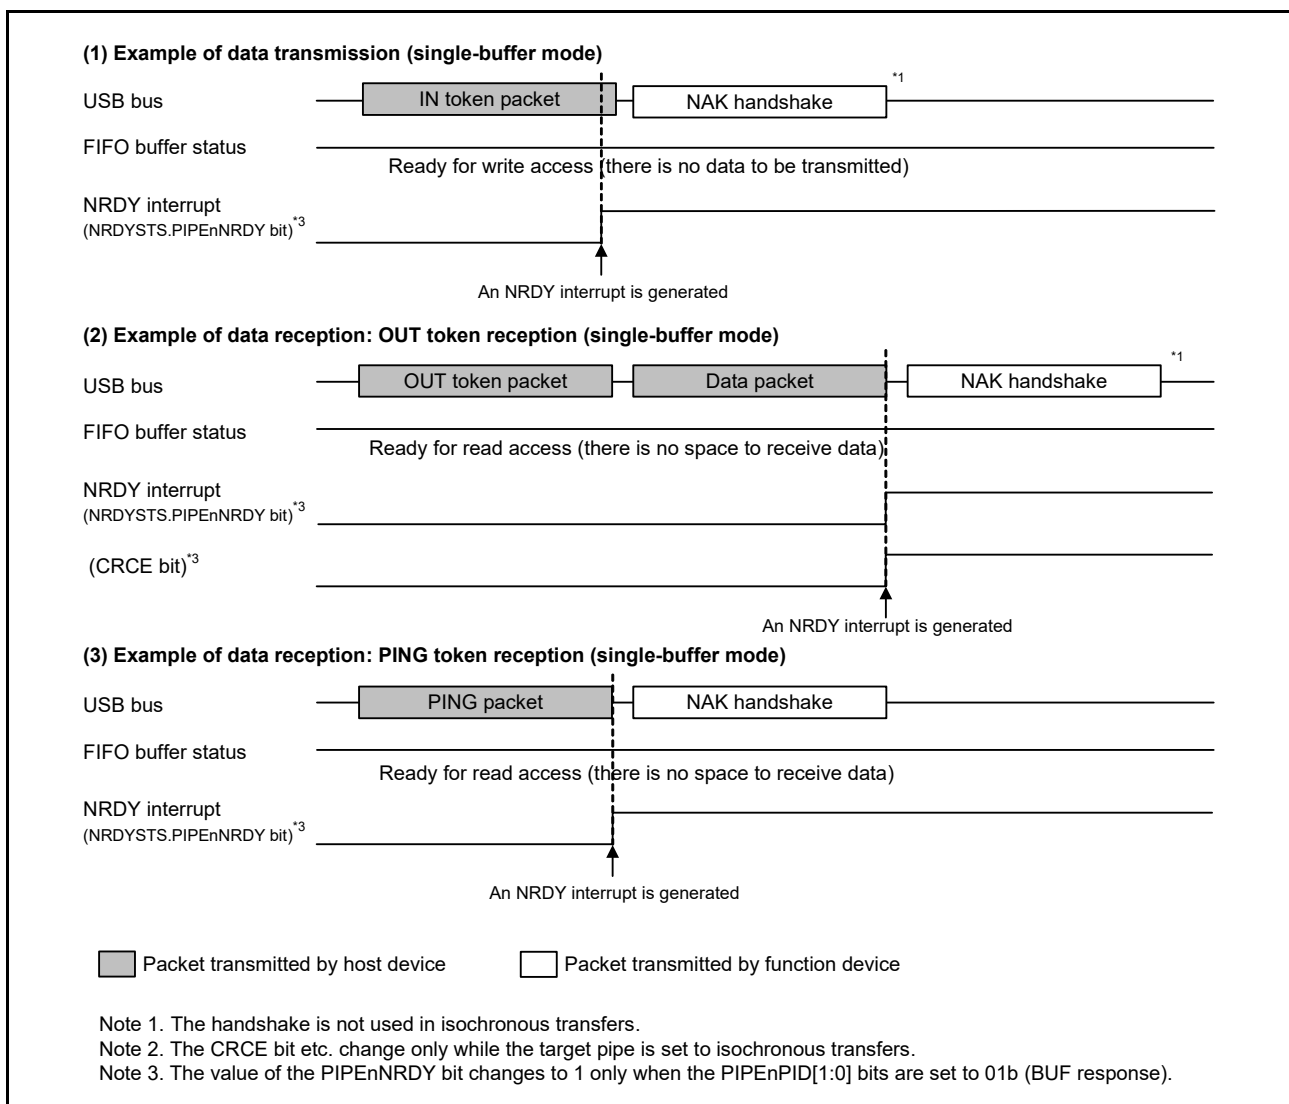 (1) Example of data transmission (single-buffer mode)
USB bus
IN token packet
NAK handshake
*1
FIFO buffer status
Ready for write access (there is no data to be transmitted)
NRDY interrupt
(NRDYSTS.PIPEnNRDY bit)*3
An NRDY interrupt is generated
(2) Example of data reception: OUT token reception (single-buffer mode)
USB bus
OUT token packet
Data packet
NAK handshake
*1
FIFO buffer status
Ready for read access (there is no space to receive data)
NRDY interrupt
(NRDYSTS.PIPEnNRDY bit)*3
(CRCE bit)*3
An NRDY interrupt is generated
(3) Example of data reception: PING token reception (single-buffer mode)
USB bus
PING packet
NAK handshake
FIFO buffer status
Ready for read access (there is no space to receive data)
NRDY interrupt
(NRDYSTS.PIPEnNRDY bit)*3
An NRDY interrupt is generated
Packet transmitted by host device
Packet transmitted by function device
Note 1. The handshake is not used in isochronous transfers.
Note 2. The CRCE bit etc. change only while the target pipe is set to isochronous transfers.
Note 3. The value of the PIPEnNRDY bit changes to 1 only when the PIPEnPID[1:0] bits are set to 01b (BUF response).